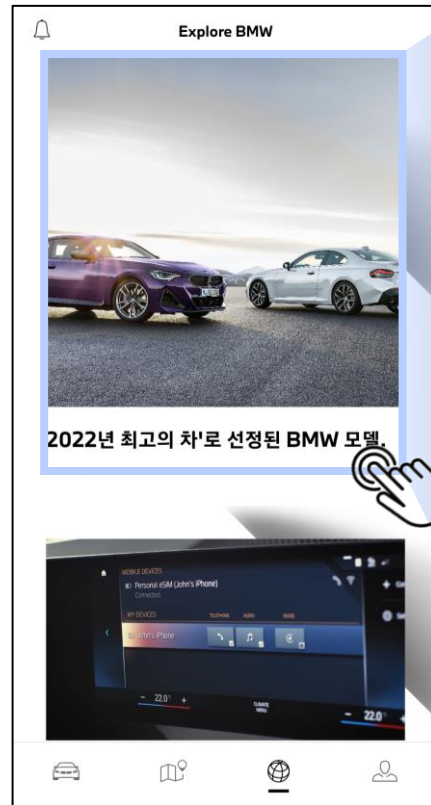 Explore BMW
2022년 최고의 차'로 선정된 BMW 모델.
MOBILE DEVICES
Personal eSIM (John's iPhone)
Connected
MY DEVICES
TELEPHONE AUDIO
John's iPhone
- 22.0° +
CLIMATE
MENU
- 22.0°